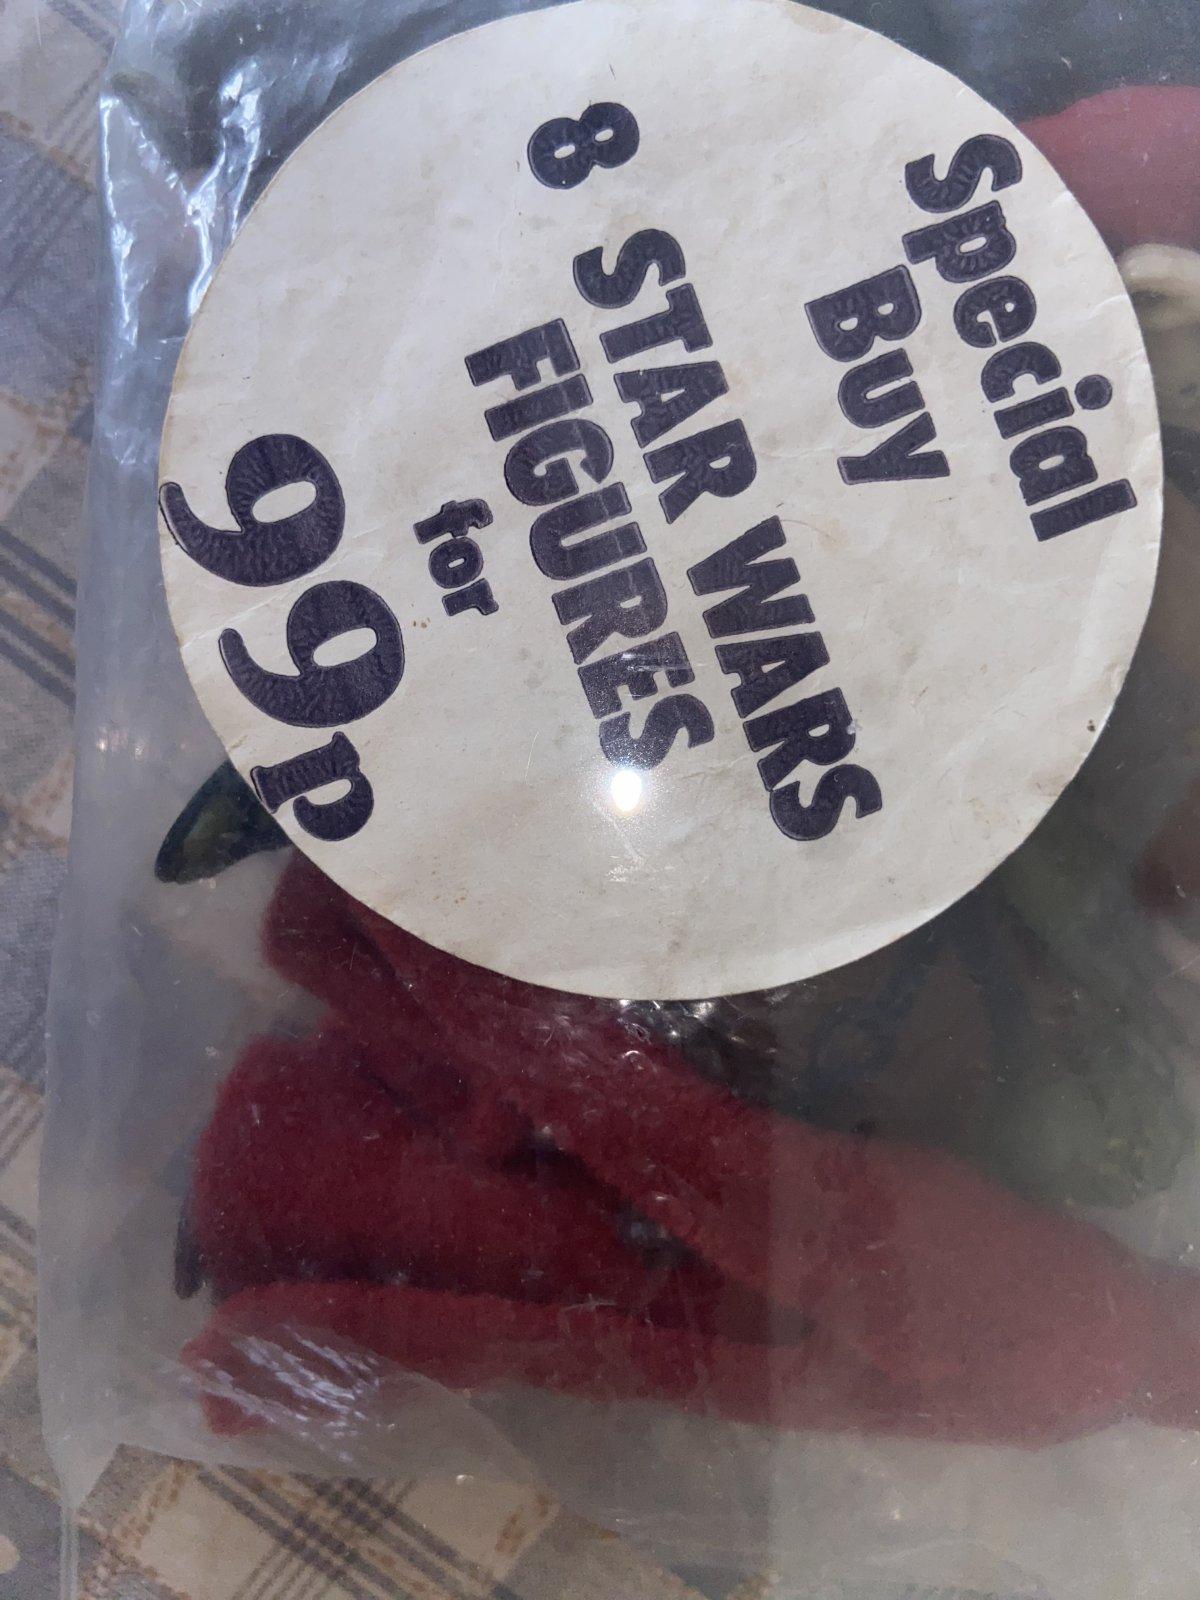 Special
Buy
8 STAR WARS
FIGURES
for
99p